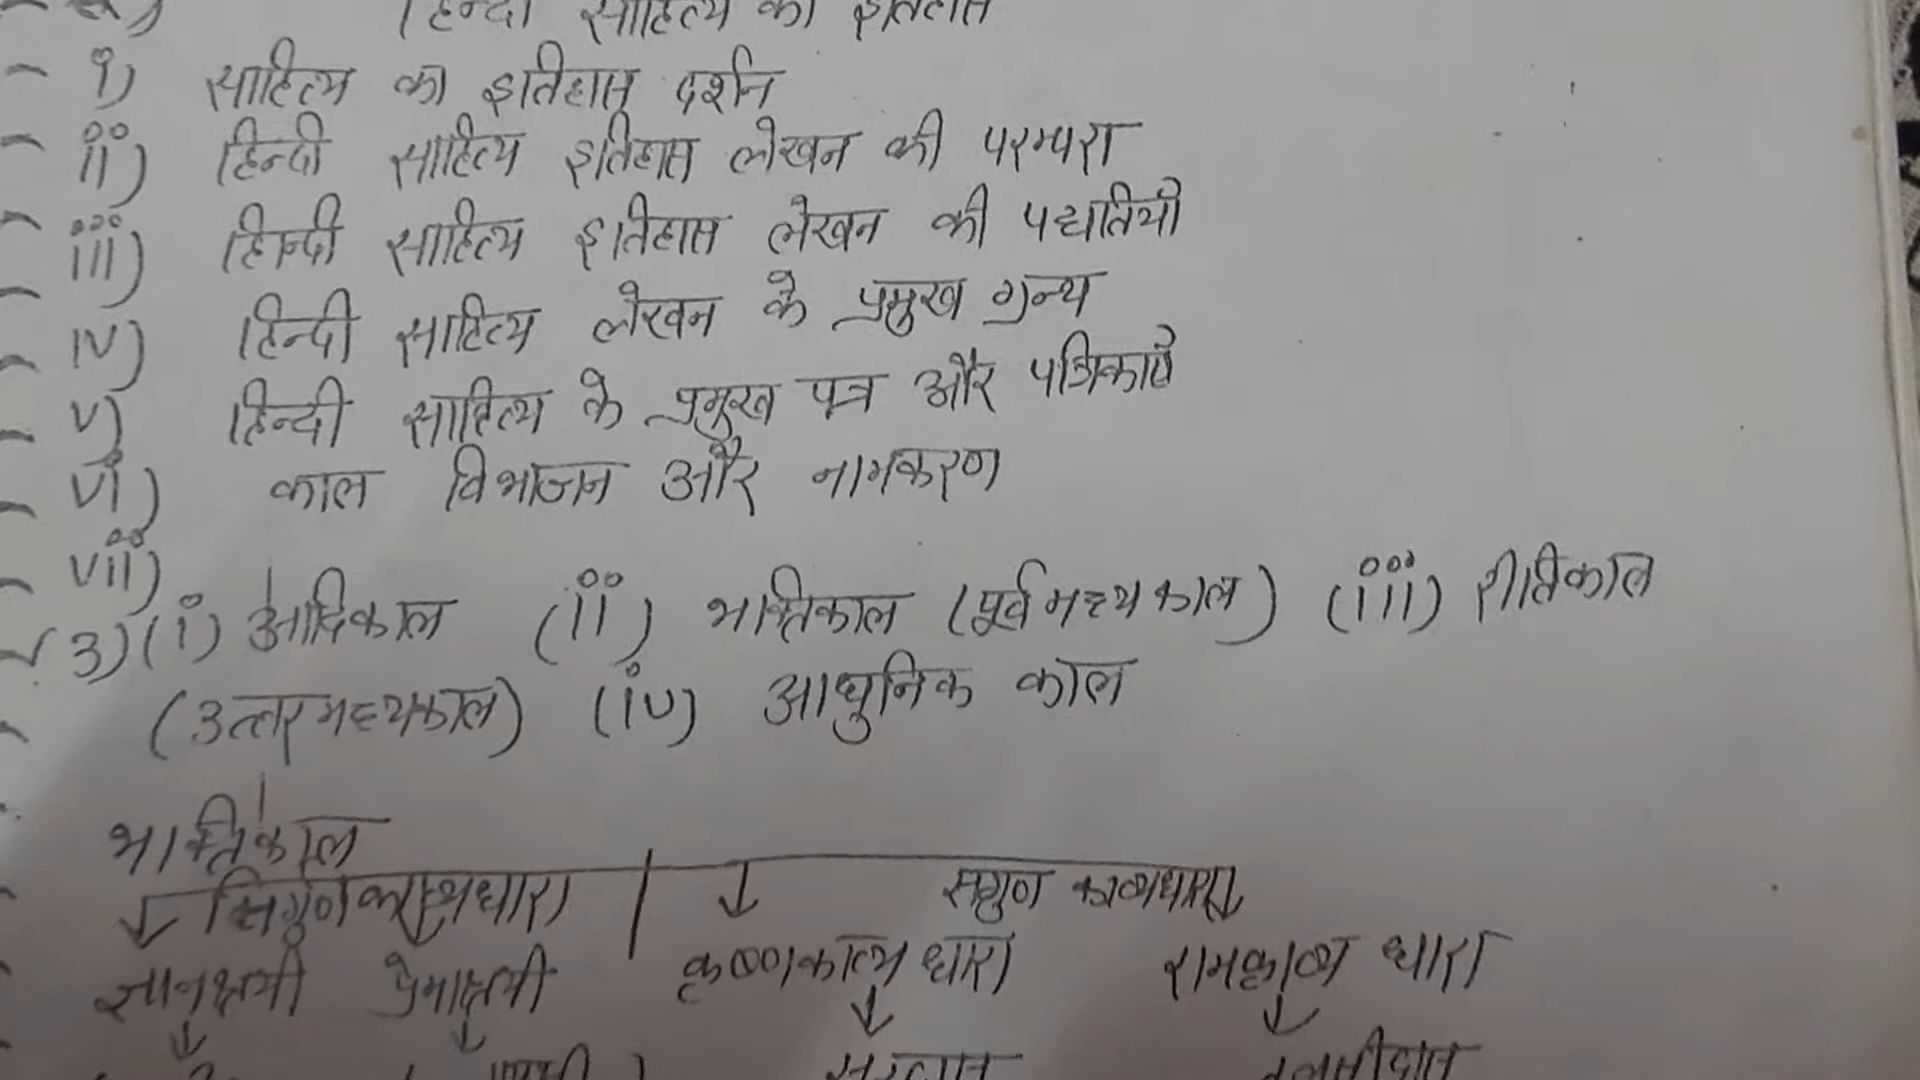 हिन्दी साहित्य का इतिहास
i) साहित्य का इतिहास दर्शन
ii) हिन्दी साहित्य इतिहास लेखन की परम्परा
iii) हिन्दी साहित्य इतिहास लेखन की पद्धतियाँ
iv) हिन्दी साहित्य लेखन के प्रमुख ग्रन्थ
v) हिन्दी साहित्य के प्रमुख पत्र और पत्रिकाएँ
vi) काल विभाजन और नामकरण
vii)
(3) (i) आदिकाल (ii) भक्तिकाल (पूर्वमध्यकाल) (iii) रीतिकाल
(उत्तरमध्यकाल) (iv) आधुनिक काल
भक्तिकाल
निर्गुण काव्यधारा सगुण काव्यधारा
ज्ञानाश्रयी प्रेमाश्रयी कृष्णकाव्य धारा रामकाव्य धारा
सूरदास तुलसीदास